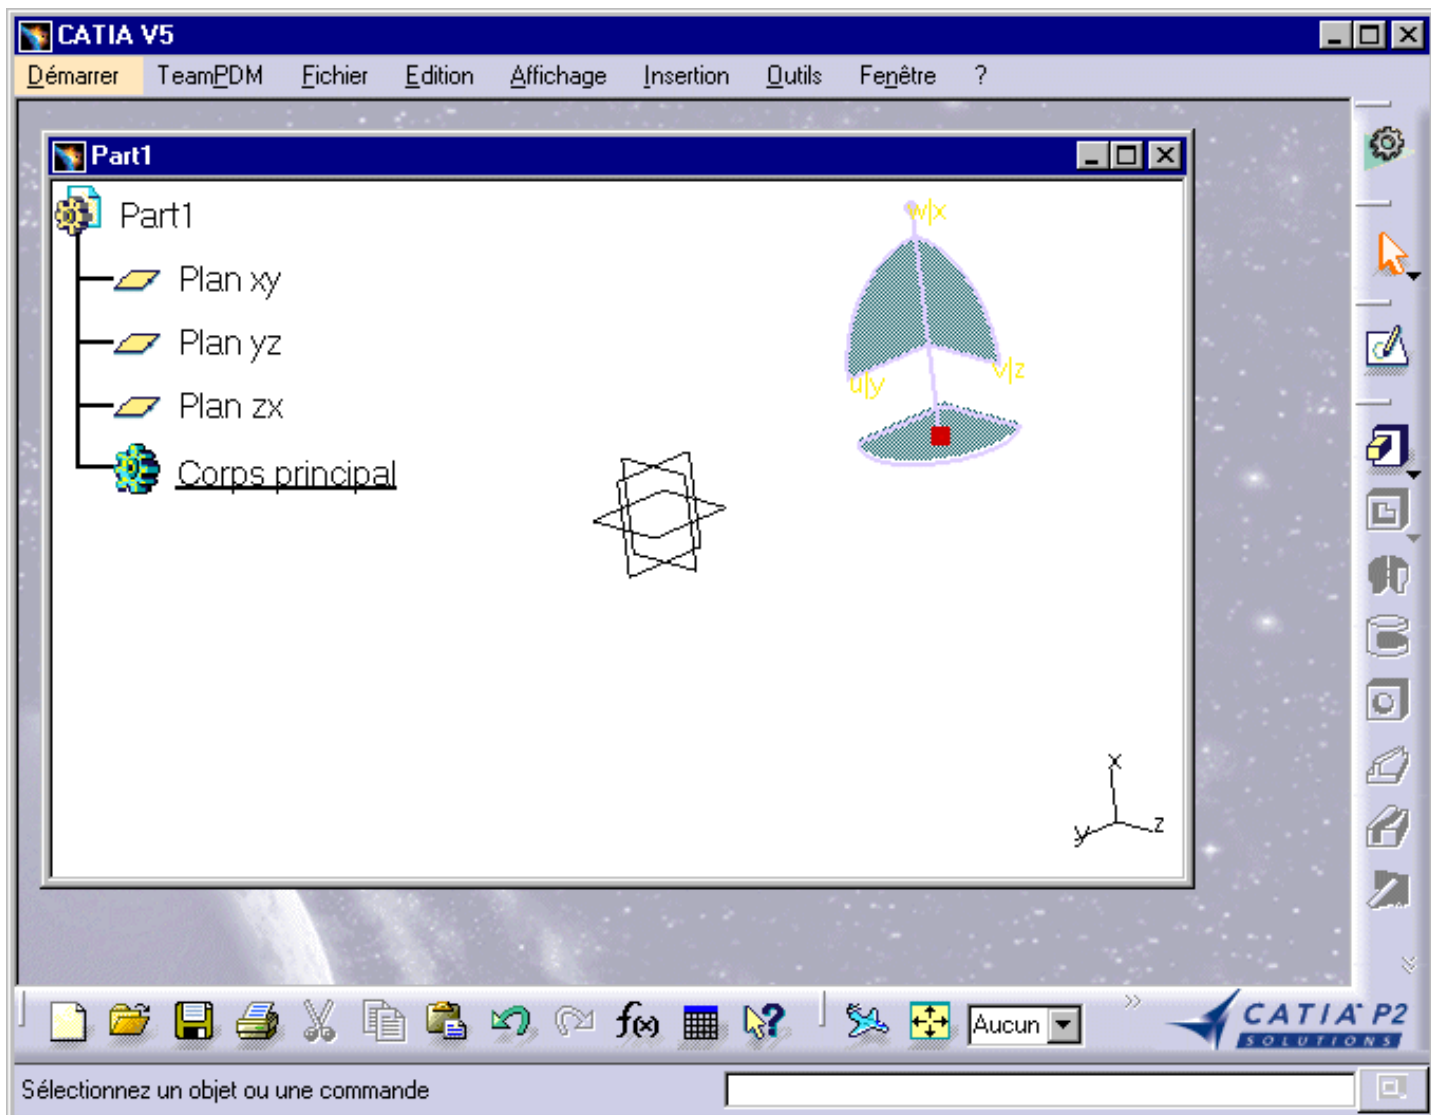 CATIA V5
Démarrer TeamPDM Fichier Edition Affichage Insertion Outils Fenêtre ?
Part1
Part1
Plan xy
Plan yz
Plan zx
Corps principal
w|x
u|y
v|z
x
y
z
f(x)
?
Aucun
CATIA P2
SOLUTIONS
Sélectionnez un objet ou une commande